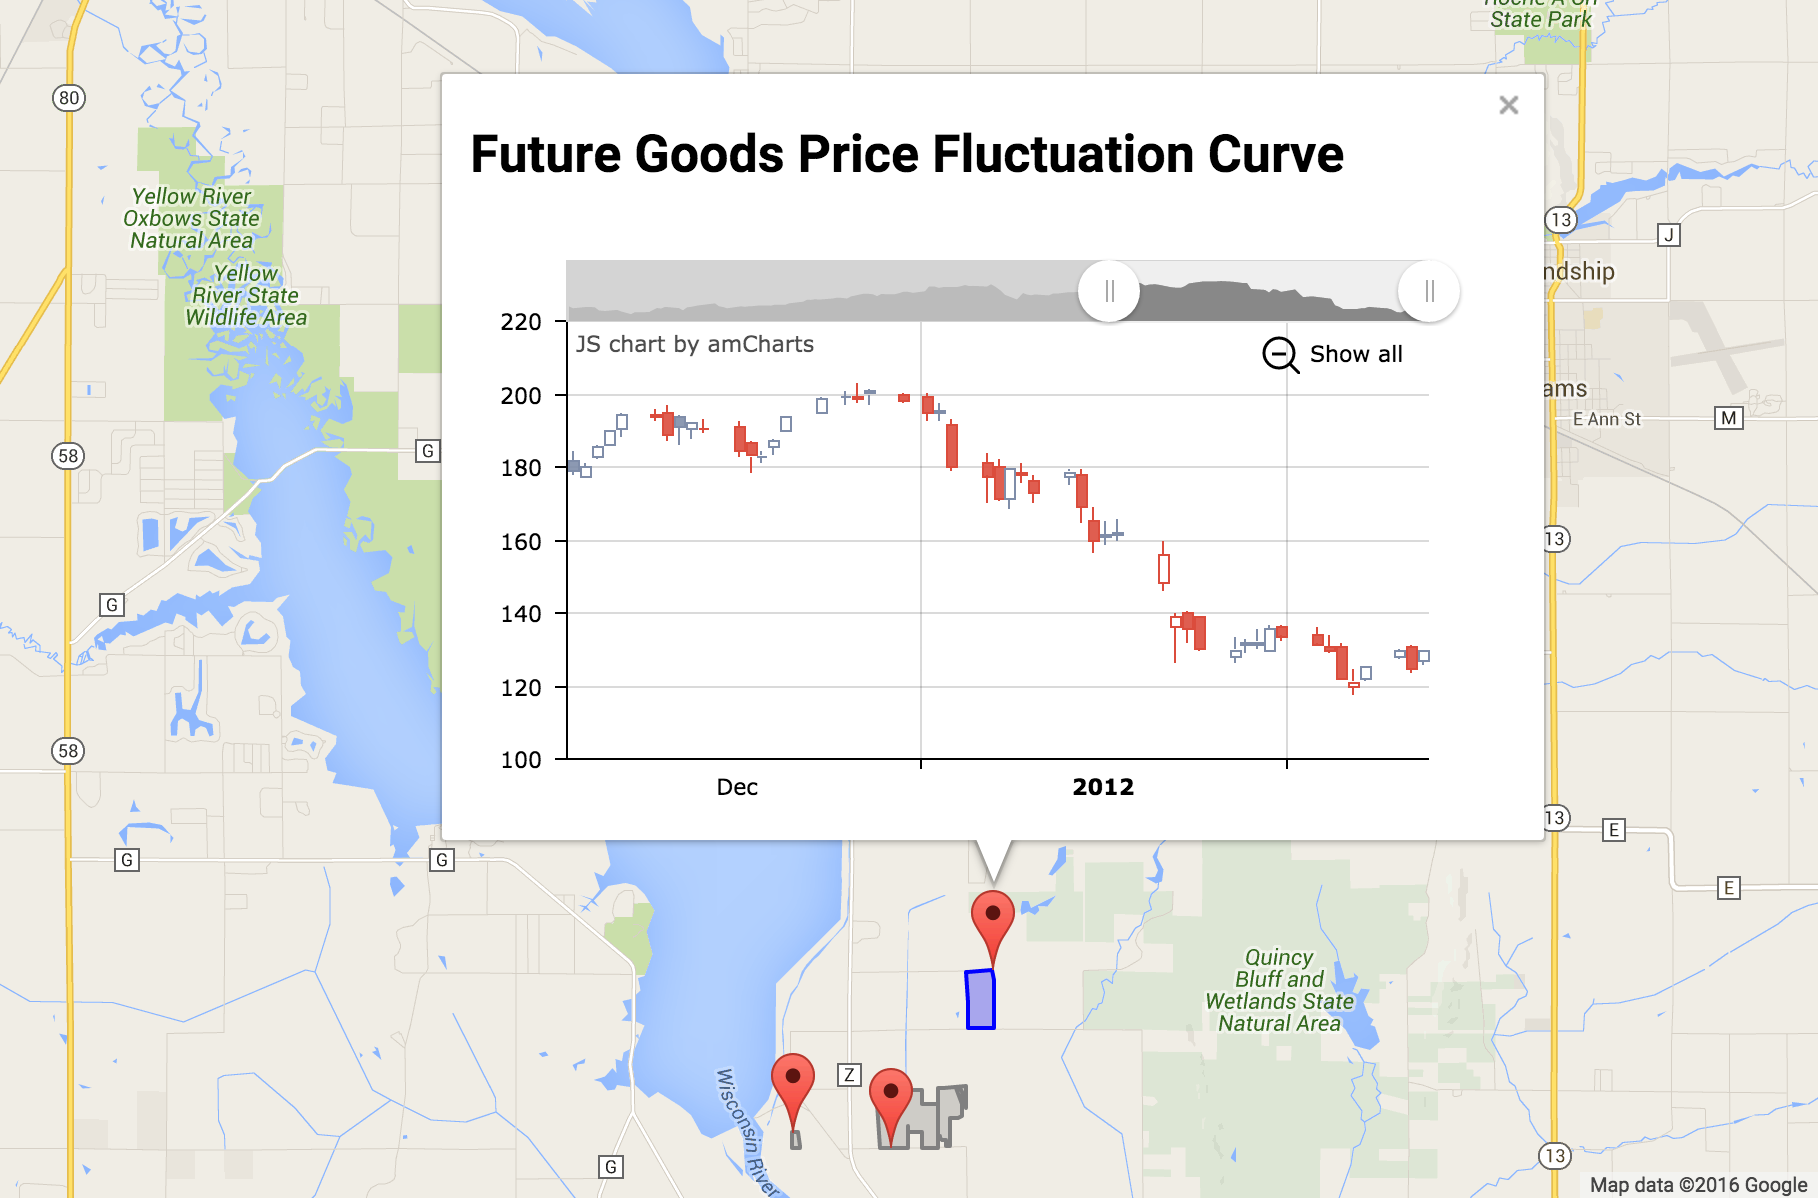 Roche A Cri
State Park
80
Yellow River
Oxbows State
Natural Area
Yellow
River State
Wildlife Area
58
G
G
58
G
G
×
Future Goods Price Fluctuation Curve
JS chart by amCharts
Show all
220
200
180
160
140
120
100
Dec
2012
13
J
ndship
ams
E Ann St
M
13
13
E
E
Quincy
Bluff and
Wetlands State
Natural Area
Z
Wisconsin River
G
13
Map data ©2016 Google